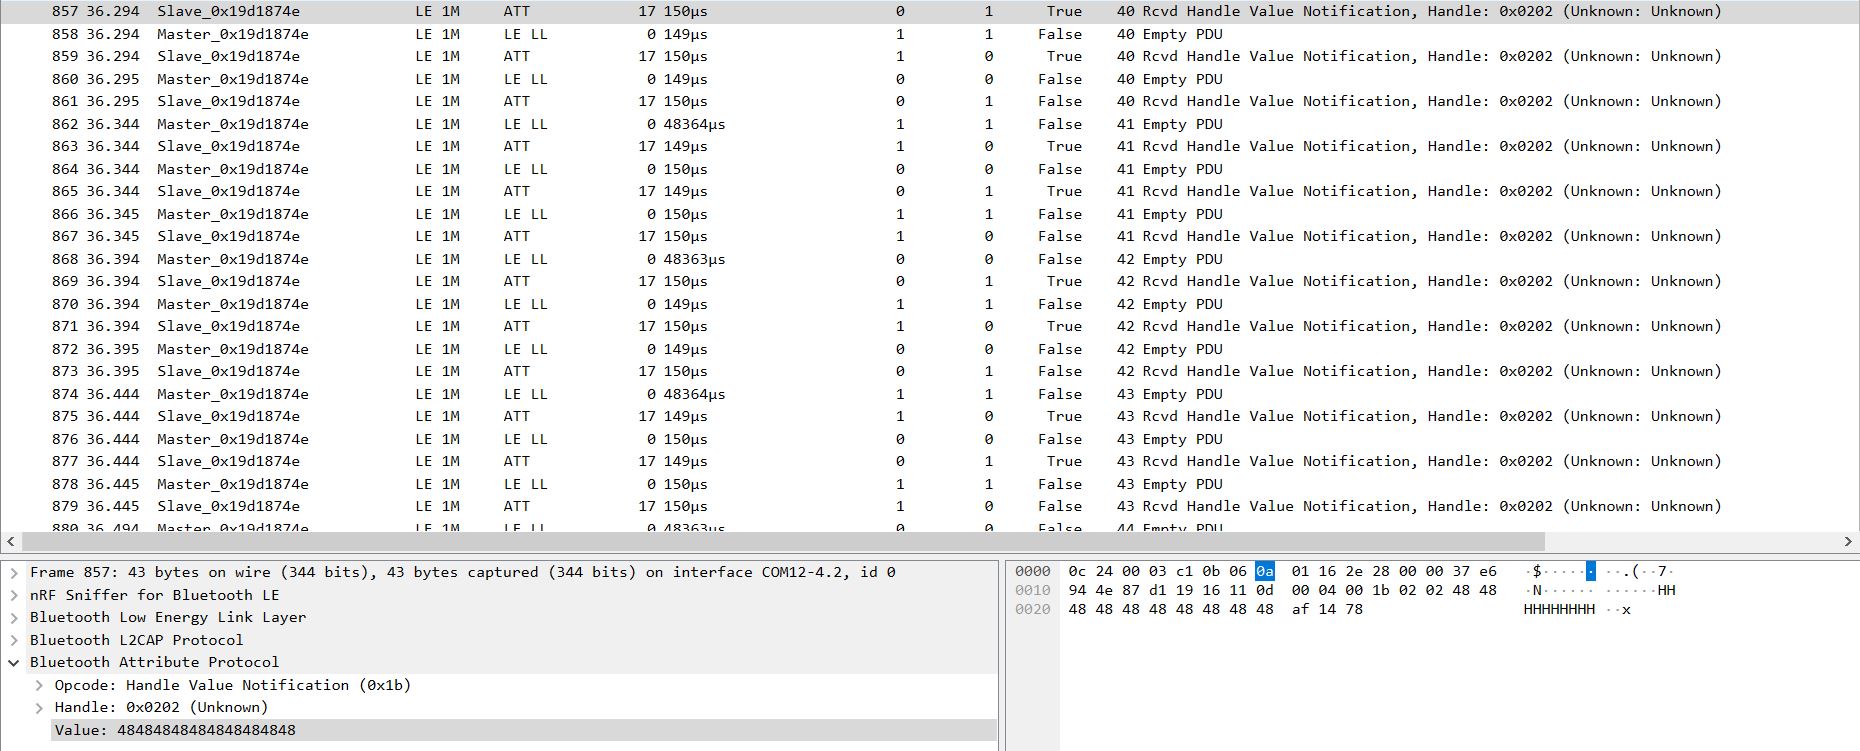 857 36.294 Slave_0x19d1874e LE 1M ATT 17 150µs 0 1 True 40 Rcvd Handle Value Notification, Handle: 0x0202 (Unknown: Unknown)
858 36.294 Master_0x19d1874e LE 1M LE LL 0 149µs 1 1 False 40 Empty PDU
859 36.294 Slave_0x19d1874e LE 1M ATT 17 150µs 1 0 True 40 Rcvd Handle Value Notification, Handle: 0x0202 (Unknown: Unknown)
860 36.295 Master_0x19d1874e LE 1M LE LL 0 149µs 0 0 False 40 Empty PDU
861 36.295 Slave_0x19d1874e LE 1M ATT 17 150µs 0 1 False 40 Rcvd Handle Value Notification, Handle: 0x0202 (Unknown: Unknown)
862 36.344 Master_0x19d1874e LE 1M LE LL 0 48364µs 1 1 False 41 Empty PDU
863 36.344 Slave_0x19d1874e LE 1M ATT 17 149µs 1 0 True 41 Rcvd Handle Value Notification, Handle: 0x0202 (Unknown: Unknown)
864 36.344 Master_0x19d1874e LE 1M LE LL 0 150µs 0 0 False 41 Empty PDU
865 36.344 Slave_0x19d1874e LE 1M ATT 17 149µs 0 1 True 41 Rcvd Handle Value Notification, Handle: 0x0202 (Unknown: Unknown)
866 36.345 Master_0x19d1874e LE 1M LE LL 0 150µs 1 1 False 41 Empty PDU
867 36.345 Slave_0x19d1874e LE 1M ATT 17 150µs 1 0 False 41 Rcvd Handle Value Notification, Handle: 0x0202 (Unknown: Unknown)
868 36.394 Master_0x19d1874e LE 1M LE LL 0 48363µs 0 0 False 42 Empty PDU
869 36.394 Slave_0x19d1874e LE 1M ATT 17 150µs 0 1 True 42 Rcvd Handle Value Notification, Handle: 0x0202 (Unknown: Unknown)
870 36.394 Master_0x19d1874e LE 1M LE LL 0 149µs 1 1 False 42 Empty PDU
871 36.394 Slave_0x19d1874e LE 1M ATT 17 150µs 1 0 True 42 Rcvd Handle Value Notification, Handle: 0x0202 (Unknown: Unknown)
872 36.395 Master_0x19d1874e LE 1M LE LL 0 149µs 0 0 False 42 Empty PDU
873 36.395 Slave_0x19d1874e LE 1M ATT 17 150µs 0 1 False 42 Rcvd Handle Value Notification, Handle: 0x0202 (Unknown: Unknown)
874 36.444 Master_0x19d1874e LE 1M LE LL 0 48364µs 1 1 False 43 Empty PDU
875 36.444 Slave_0x19d1874e LE 1M ATT 17 149µs 1 0 True 43 Rcvd Handle Value Notification, Handle: 0x0202 (Unknown: Unknown)
876 36.444 Master_0x19d1874e LE 1M LE LL 0 150µs 0 0 False 43 Empty PDU
877 36.444 Slave_0x19d1874e LE 1M ATT 17 149µs 0 1 True 43 Rcvd Handle Value Notification, Handle: 0x0202 (Unknown: Unknown)
878 36.445 Master_0x19d1874e LE 1M LE LL 0 150µs 1 1 False 43 Empty PDU
879 36.445 Slave_0x19d1874e LE 1M ATT 17 150µs 1 0 False 43 Rcvd Handle Value Notification, Handle: 0x0202 (Unknown: Unknown)
880 36.494 Master_0x19d1874e LE 1M LE LL 0 48363µs 0 0 False 44 Empty PDU
Frame 857: 43 bytes on wire (344 bits), 43 bytes captured (344 bits) on interface COM12-4.2, id 0
nRF Sniffer for Bluetooth LE
Bluetooth Low Energy Link Layer
Bluetooth L2CAP Protocol
Bluetooth Attribute Protocol
Opcode: Handle Value Notification (0x1b)
Handle: 0x0202 (Unknown)
Value: 48484848484848484848
0000 0c 24 00 03 c1 0b 06 0a 01 16 2e 28 00 00 37 e6 ·$······ ··.(··7·
0010 94 4e 87 d1 19 16 11 0d 00 04 00 1b 02 02 48 48 ·N······ ······HH
0020 48 48 48 48 48 48 48 48 af 14 78 HHHHHHHH ··x